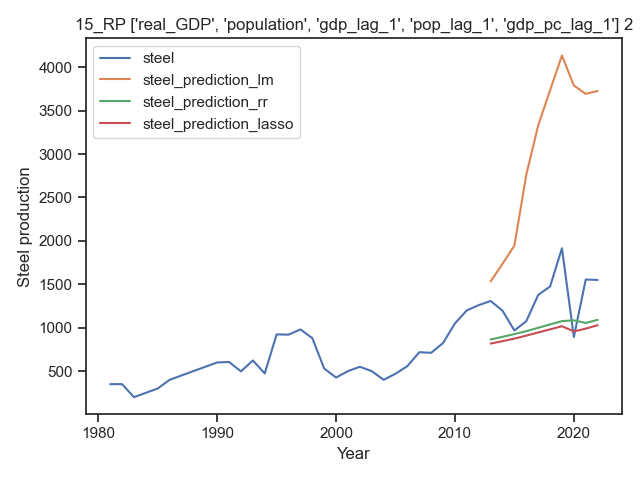 15_RP ['real_GDP', 'population', 'gdp_lag_1', 'pop_lag_1', 'gdp_pc_lag_1'] 2
steel
steel_prediction_lm
steel_prediction_rr
steel_prediction_lasso
Steel production
4000
3500
3000
2500
2000
1500
1000
500
1980 1990 2000 2010 2020
Year